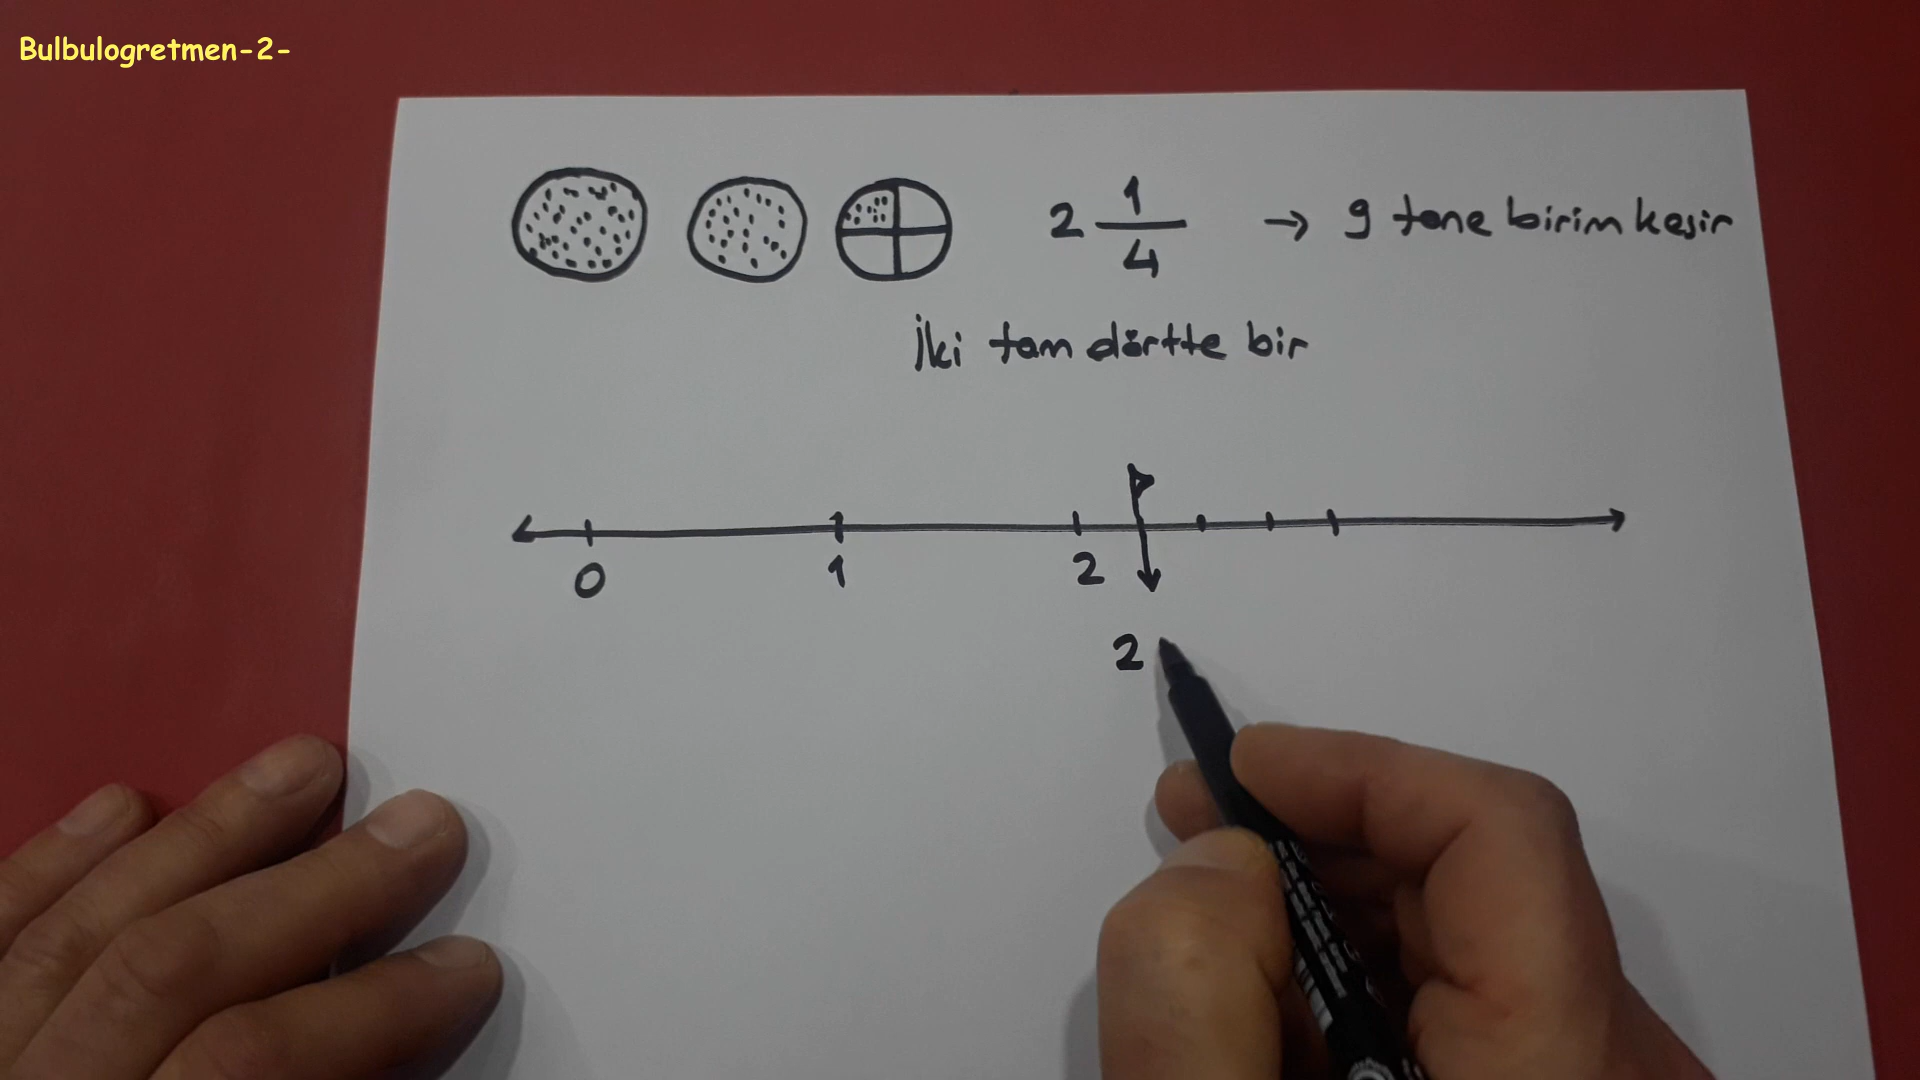 Bulbulogretmen-2-
2 1/4 → 9 tane birim kesir
İki tam dörtte bir
0 1 2
2